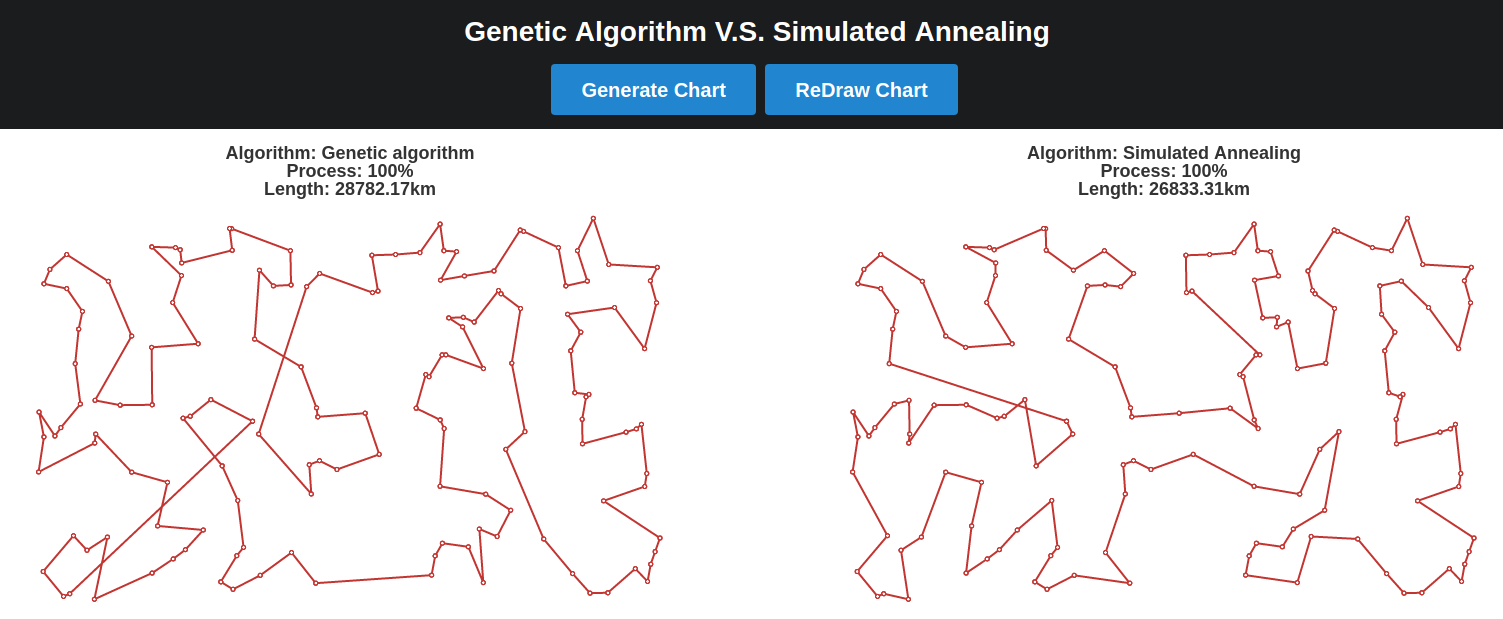 Genetic Algorithm V.S. Simulated Annealing
Generate Chart
ReDraw Chart
Algorithm: Genetic algorithm
Process: 100%
Length: 28782.17km
Algorithm: Simulated Annealing
Process: 100%
Length: 26833.31km